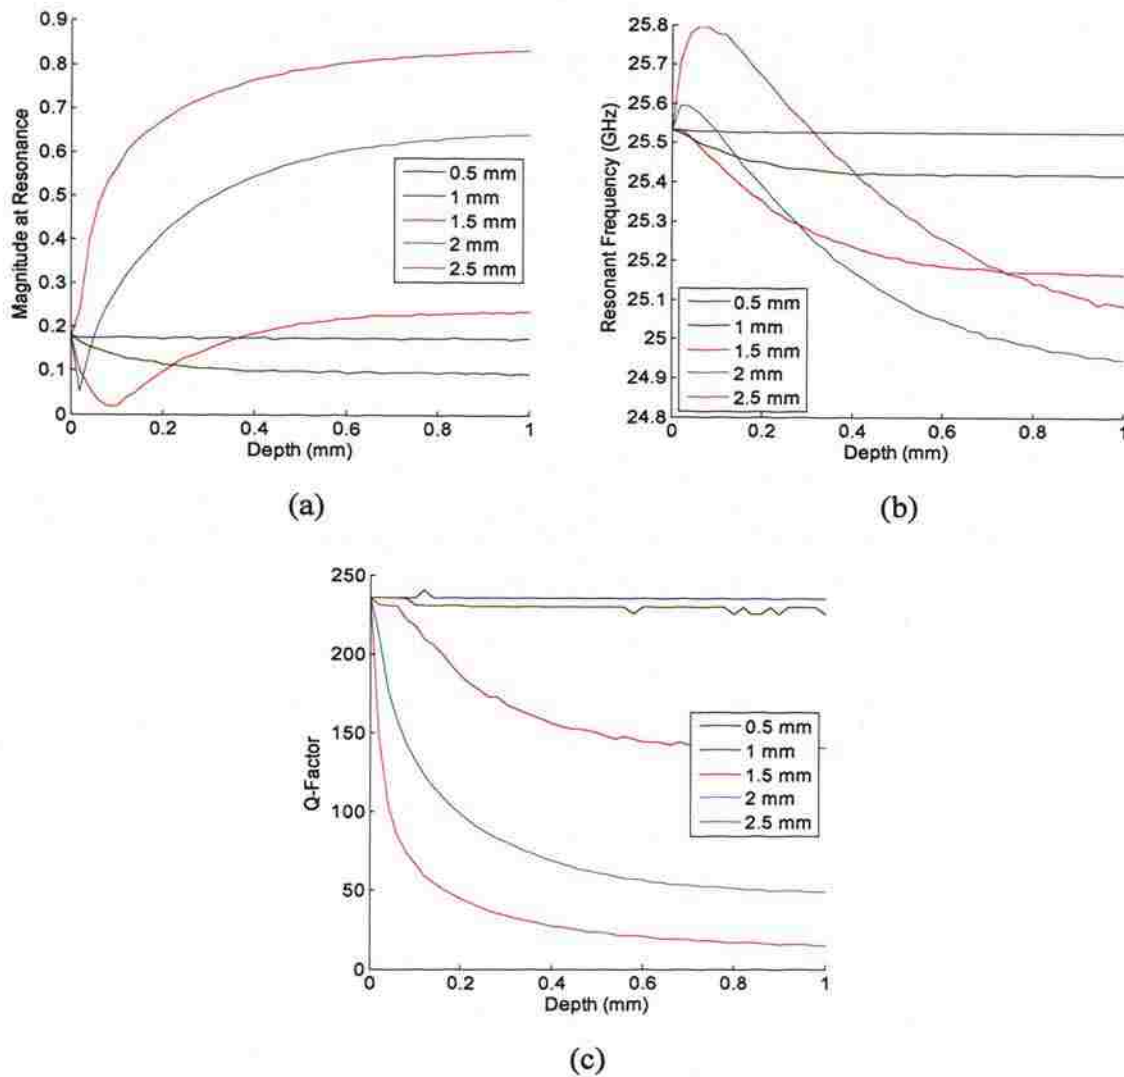 0.9
0.8
0.7
0.6
0.5
0.4
0.3
0.2
0.1
0
Magnitude at Resonance
0 0.2 0.4 0.6 0.8 1
Depth (mm)
0.5 mm
1 mm
1.5 mm
2 mm
2.5 mm
(a)
25.8
25.7
25.6
25.5
25.4
25.3
25.2
25.1
25
24.9
24.8
Resonant Frequency (GHz)
0 0.2 0.4 0.6 0.8 1
Depth (mm)
0.5 mm
1 mm
1.5 mm
2 mm
2.5 mm
(b)
250
200
150
100
50
0
Q-Factor
0 0.2 0.4 0.6 0.8 1
Depth (mm)
0.5 mm
1 mm
1.5 mm
2 mm
2.5 mm
(c)